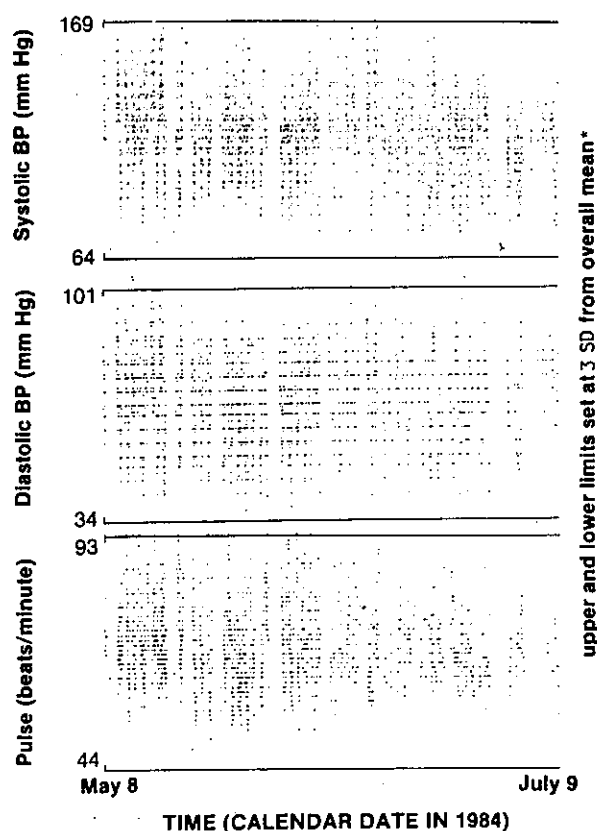 169
Systolic BP (mm Hg)
64
101
Diastolic BP (mm Hg)
34
93
Pulse (beats/minute)
44
May 8
July 9
TIME (CALENDAR DATE IN 1984)
upper and lower limits set at 3 SD from overall mean*